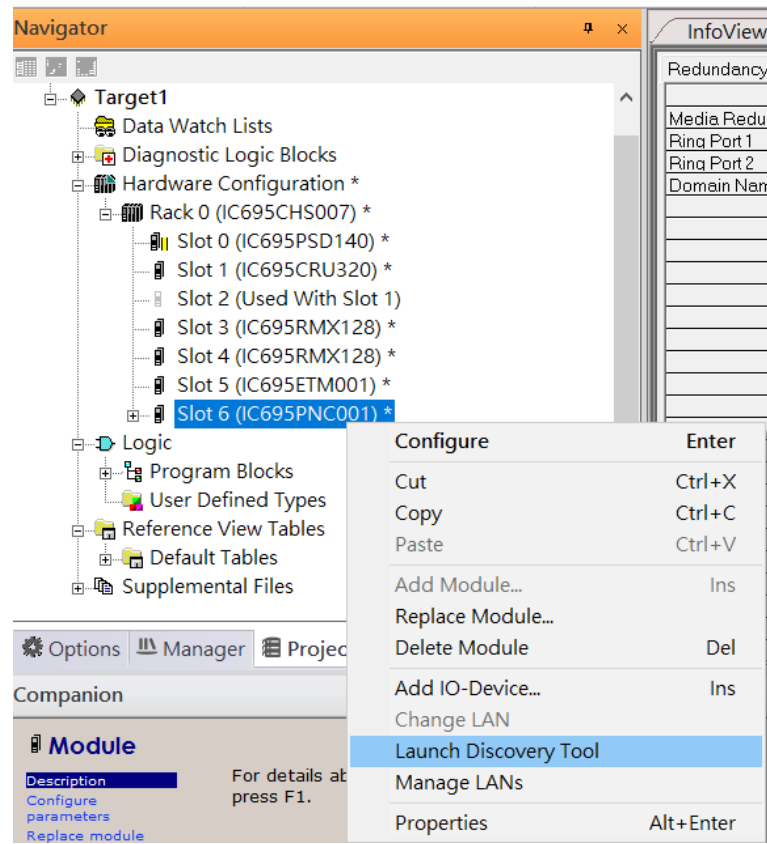 Navigator
InfoView
Redundancy
Target1
Data Watch Lists
Media Redu
Diagnostic Logic Blocks
Ring Port 1
Hardware Configuration *
Ring Port 2
Rack 0 (IC695CHS007) *
Domain Nam
Slot 0 (IC695PSD140) *
Slot 1 (IC695CRU320) *
Slot 2 (Used With Slot 1)
Slot 3 (IC695RMX128) *
Slot 4 (IC695RMX128) *
Slot 5 (IC695ETM001) *
Slot 6 (IC695PNC001) *
Logic
Program Blocks
User Defined Types
Reference View Tables
Default Tables
Supplemental Files
Configure Enter
Cut Ctrl+X
Copy Ctrl+C
Paste Ctrl+V
Add Module... Ins
Replace Module...
Delete Module Del
Add IO-Device... Ins
Change LAN
Launch Discovery Tool
Manage LANs
Properties Alt+Enter
Options Manager Projec
Companion
Module
Description
Configure
parameters
Replace module
For details ab
press F1.